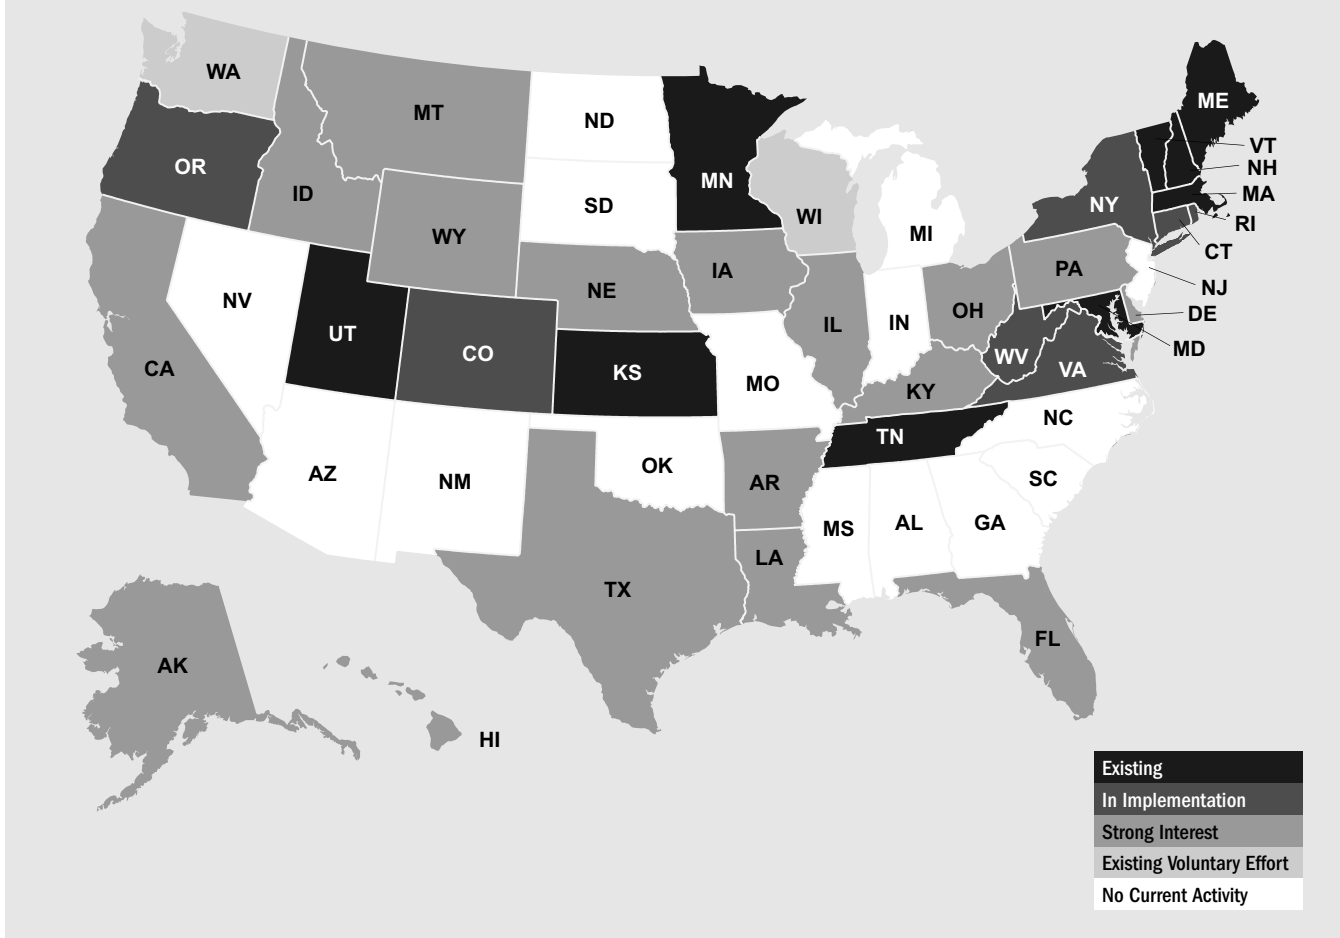 WA
MT
ND
MN
ME
OR
ID
SD
WI
MI
NY
VT
NH
MA
RI
CT
WY
IA
NE
PA
NJ
DE
MD
NV
UT
CO
KS
IL
IN
OH
WV
VA
CA
MO
KY
NC
TN
AZ
NM
OK
AR
SC
MS
AL
GA
LA
TX
FL
AK
HI
Existing
In Implementation
Strong Interest
Existing Voluntary Effort
No Current Activity